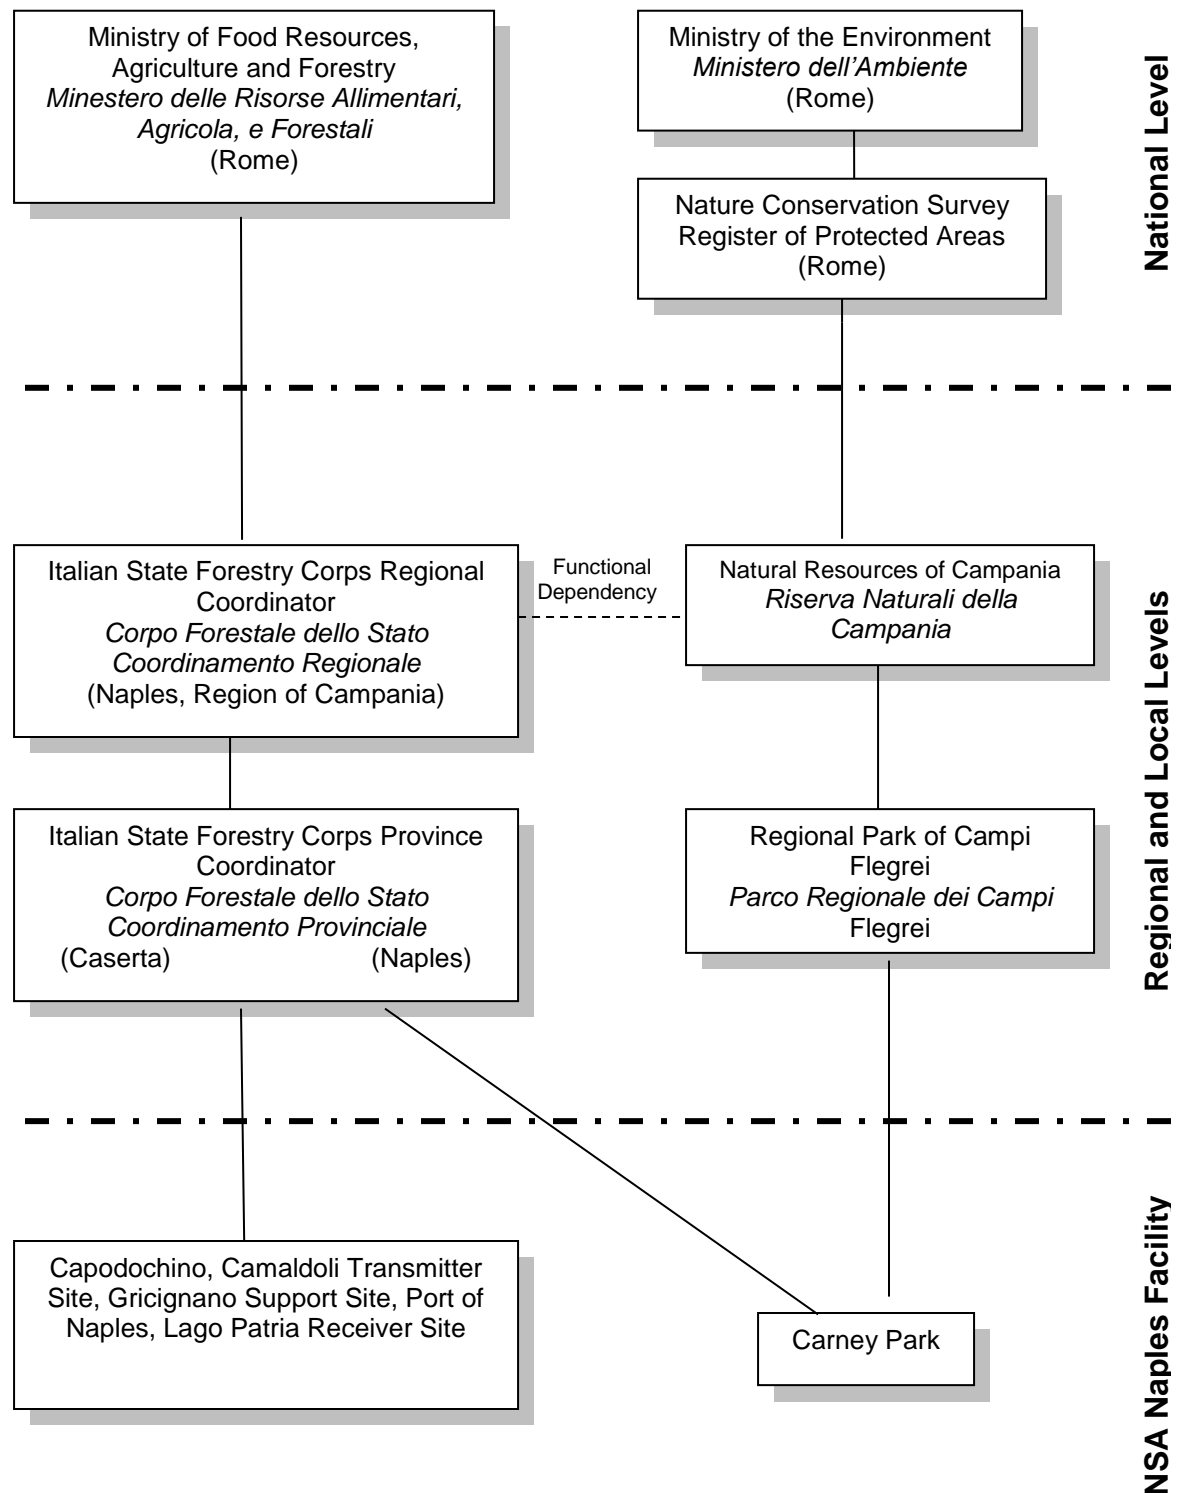 Ministry of Food Resources,
Agriculture and Forestry
Minestero delle Risorse Allimentari,
Agricola, e Forestali
(Rome)
Ministry of the Environment
Ministero dell'Ambiente
(Rome)
Nature Conservation Survey
Register of Protected Areas
(Rome)
National Level
Italian State Forestry Corps Regional
Coordinator
Corpo Forestale dello Stato
Coordinamento Regionale
(Naples, Region of Campania)
Functional
Dependency
Natural Resources of Campania
Riserva Naturali della
Campania
Italian State Forestry Corps Province
Coordinator
Corpo Forestale dello Stato
Coordinamento Provinciale
(Caserta) (Naples)
Regional Park of Campi
Flegrei
Parco Regionale dei Campi
Flegrei
Regional and Local Levels
Capodochino, Camaldoli Transmitter
Site, Gricignano Support Site, Port of
Naples, Lago Patria Receiver Site
Carney Park
NSA Naples Facility